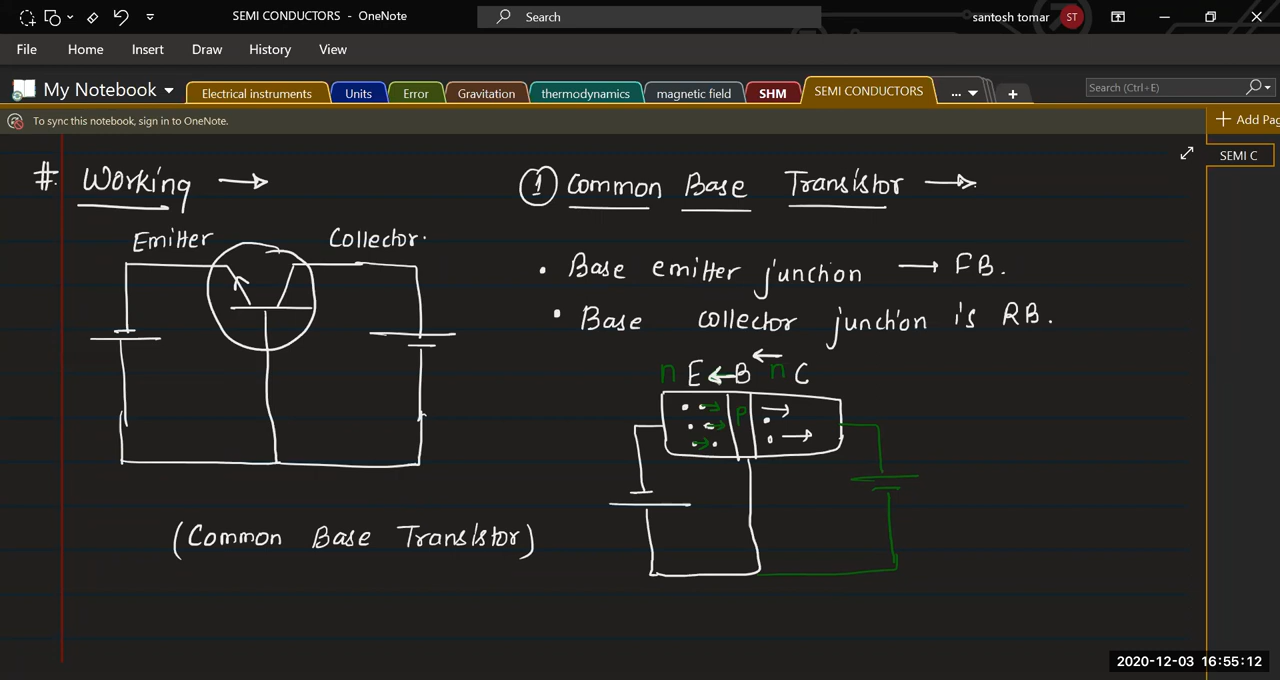 SEMI CONDUCTORS - OneNote
Search
santosh tomar
ST
File Home Insert Draw History View
My Notebook
Electrical instruments
Units
Error
Gravitation
thermodynamics
magnetic field
SHM
SEMI CONDUCTORS
...
+
Search (Ctrl+E)
To sync this notebook, sign in to OneNote.
+ Add Pag
SEMI C
# Working →
Emitter Collector.
(Common Base Transistor)
① Common Base Transistor →
• Base emitter junction → FB.
• Base collector junction is RB.
n E ← B ← n C
P
2020-12-03 16:55:12